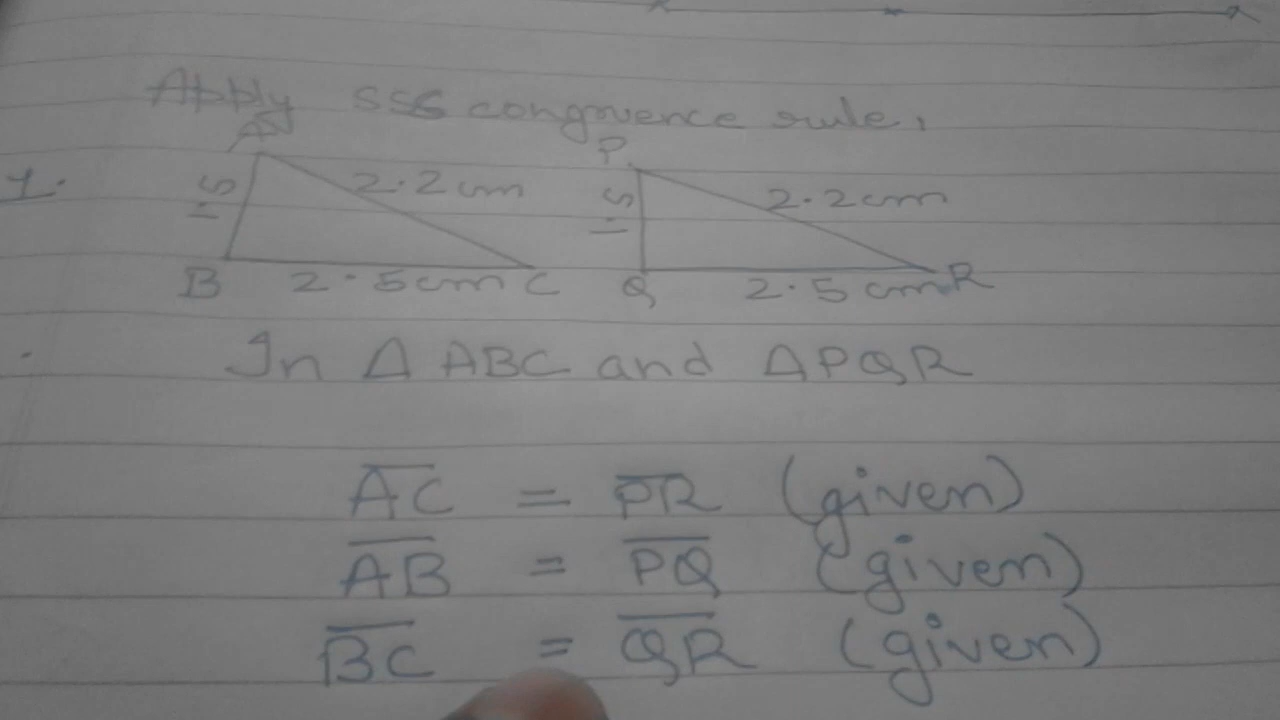 Apply SSS congruence rule,
A P
1. 1.5 2.2cm 1.5 2.2cm
B 2.5cm C Q 2.5cm R
In △ABC and △PQR
AC = PR (given)
AB = PQ (given)
BC = QR (given)